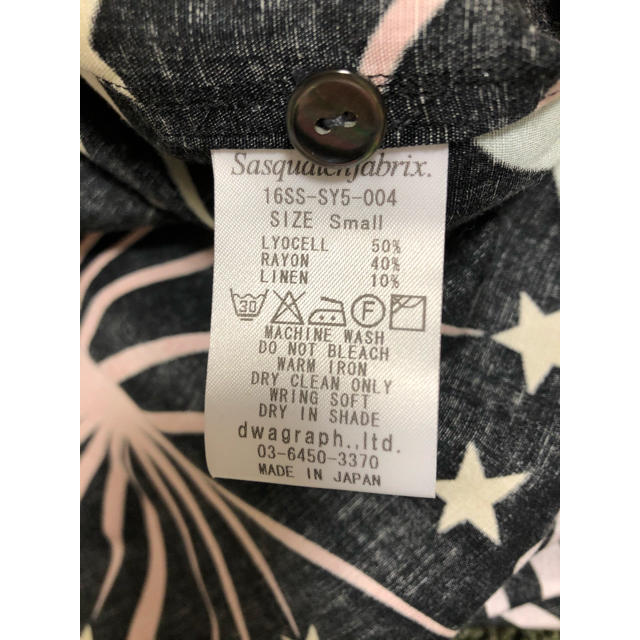 Sasquatchfabrix.
16SS-SY5-004
SIZE Small
LYOCELL 50%
RAYON 40%
LINEN 10%
30 F
MACHINE WASH
DO NOT BLEACH
WARM IRON
DRY CLEAN ONLY
WRING SOFT
DRY IN SHADE
dwagraph.,ltd.
03-6450-3370
MADE IN JAPAN